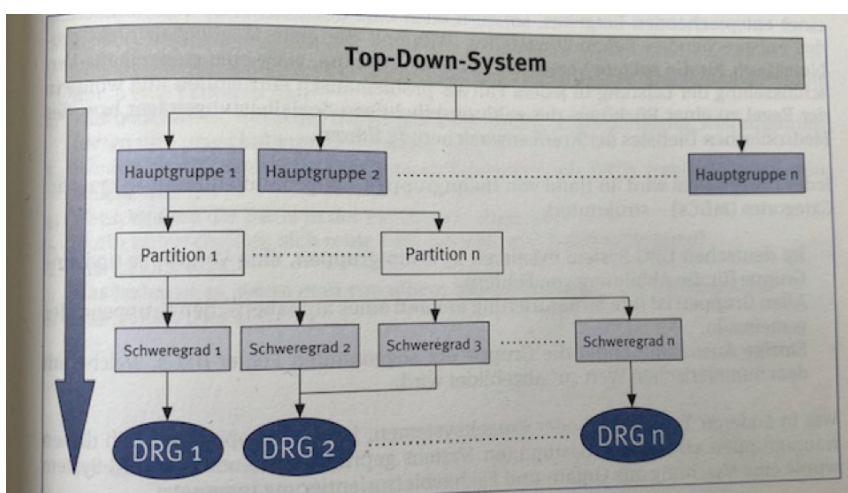 Top-Down-System
Hauptgruppe 1 Hauptgruppe 2 Hauptgruppe n
Partition 1 Partition n
Schweregrad 1 Schweregrad 2 Schweregrad 3 Schweregrad n
DRG 1 DRG 2 DRG n